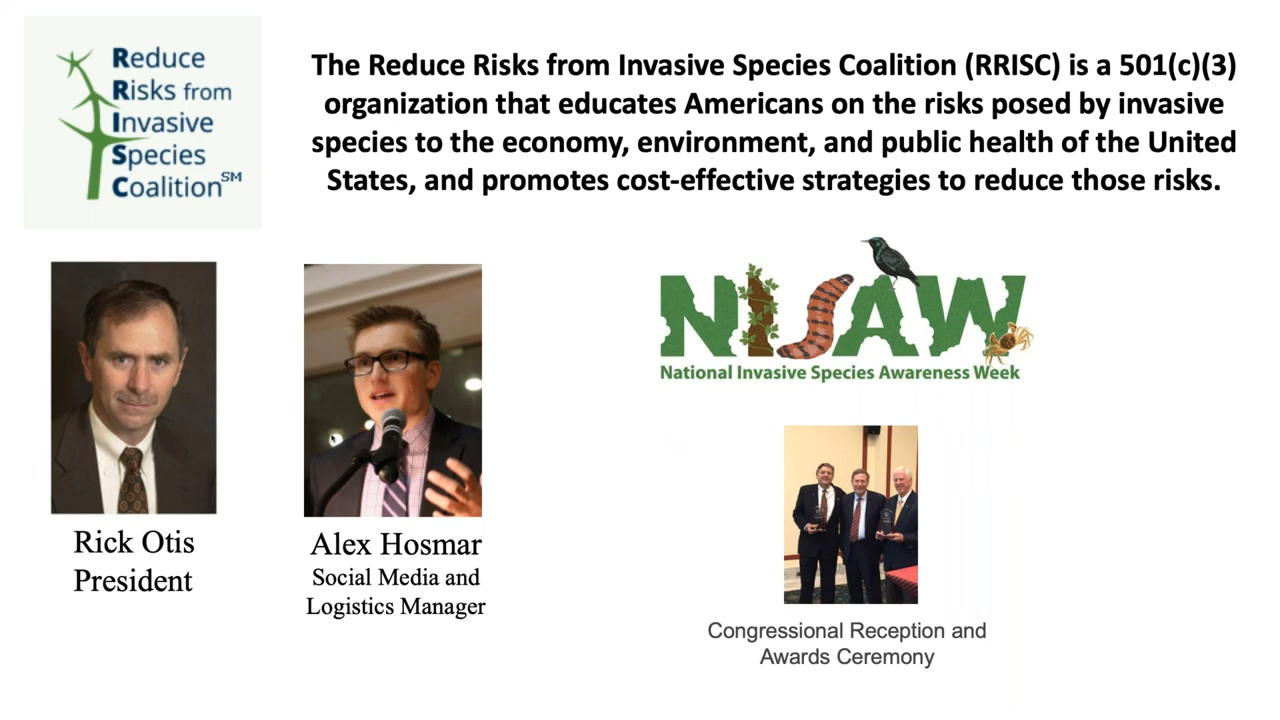 Reduce
Risks from
Invasive
Species
Coalition℠
The Reduce Risks from Invasive Species Coalition (RRISC) is a 501(c)(3)
organization that educates Americans on the risks posed by invasive
species to the economy, environment, and public health of the United
States, and promotes cost-effective strategies to reduce those risks.
NISAW
National Invasive Species Awareness Week
Rick Otis
President
Alex Hosmar
Social Media and
Logistics Manager
Congressional Reception and
Awards Ceremony